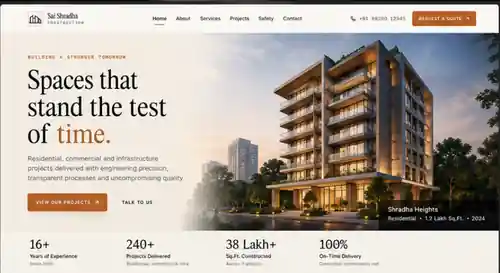 Sai Shradha
CONSTRUCTION
Home About Services Projects Safety Contact
REQUEST A QUOTE →
BUILDING A STRONGER TOMORROW
Spaces that
stand the test
of time.
Residential, commercial and infrastructure
projects delivered with engineering precision,
transparent processes and uncompromising quality.
VIEW OUR PROJECTS →
TALK TO US
Shradha Heights
Residential • 1.2 Lakh Sq.Ft. • 2024
16+ 240+ 38 Lakh+ 100%
Years of Experience Projects Delivered Sq.Ft. Constructed On-Time Delivery